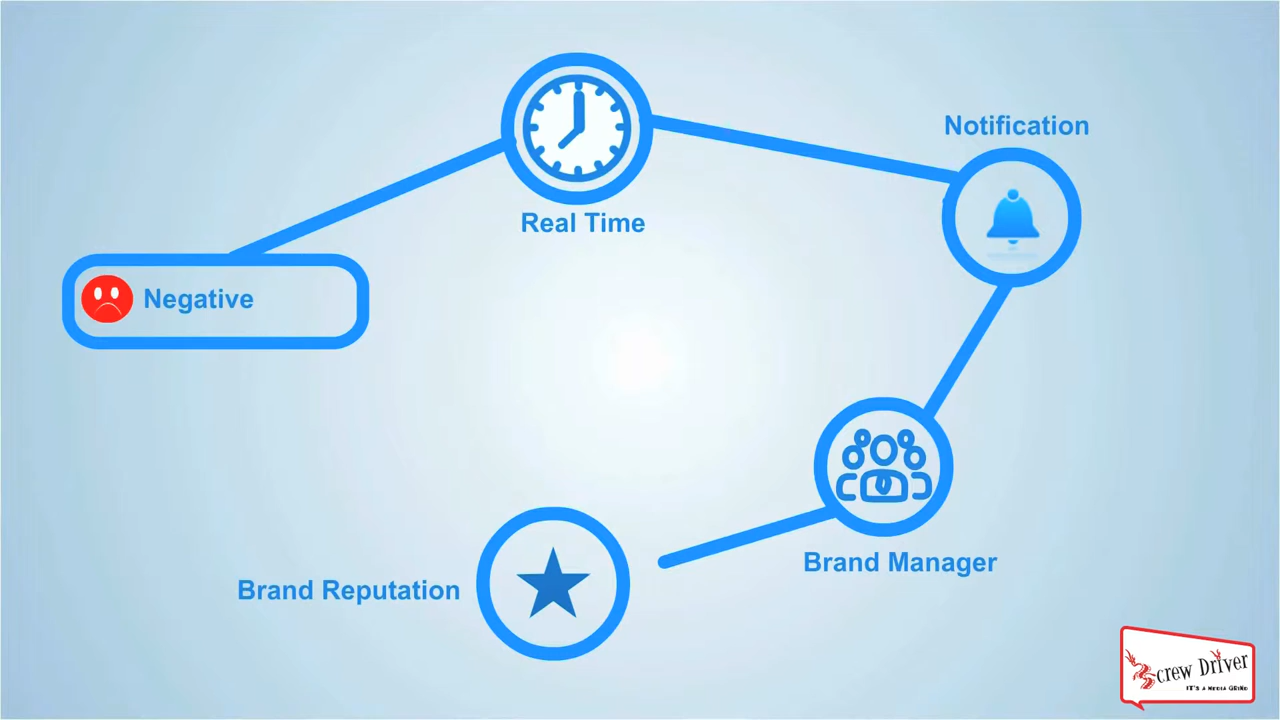 Notification
Real Time
Negative
Brand Manager
Brand Reputation
Screw Driver
IT'S A MEDIA GRIND